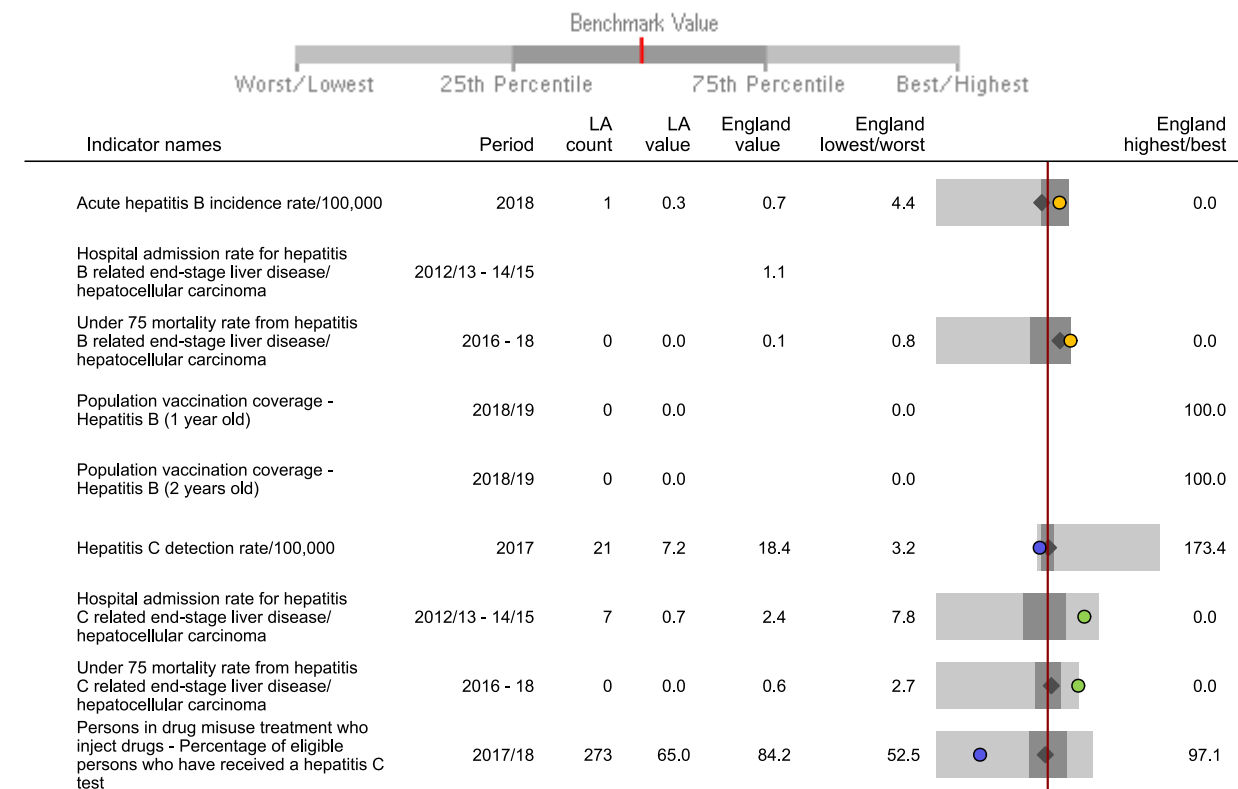 Benchmark Value
Worst/Lowest 25th Percentile 75th Percentile Best/Highest
Indicator names Period LA count LA value England value England lowest/worst England highest/best
Acute hepatitis B incidence rate/100,000 2018 1 0.3 0.7 4.4 0.0
Hospital admission rate for hepatitis
B related end-stage liver disease/ 2012/13 - 14/15 1.1
hepatocellular carcinoma
Under 75 mortality rate from hepatitis
B related end-stage liver disease/ 2016 - 18 0 0.0 0.1 0.8 0.0
hepatocellular carcinoma
Population vaccination coverage -
Hepatitis B (1 year old) 2018/19 0 0.0 0.0 100.0
Population vaccination coverage -
Hepatitis B (2 years old) 2018/19 0 0.0 0.0 100.0
Hepatitis C detection rate/100,000 2017 21 7.2 18.4 3.2 173.4
Hospital admission rate for hepatitis
C related end-stage liver disease/ 2012/13 - 14/15 7 0.7 2.4 7.8 0.0
hepatocellular carcinoma
Under 75 mortality rate from hepatitis
C related end-stage liver disease/ 2016 - 18 0 0.0 0.6 2.7 0.0
hepatocellular carcinoma
Persons in drug misuse treatment who
inject drugs - Percentage of eligible
persons who have received a hepatitis C 2017/18 273 65.0 84.2 52.5 97.1
test